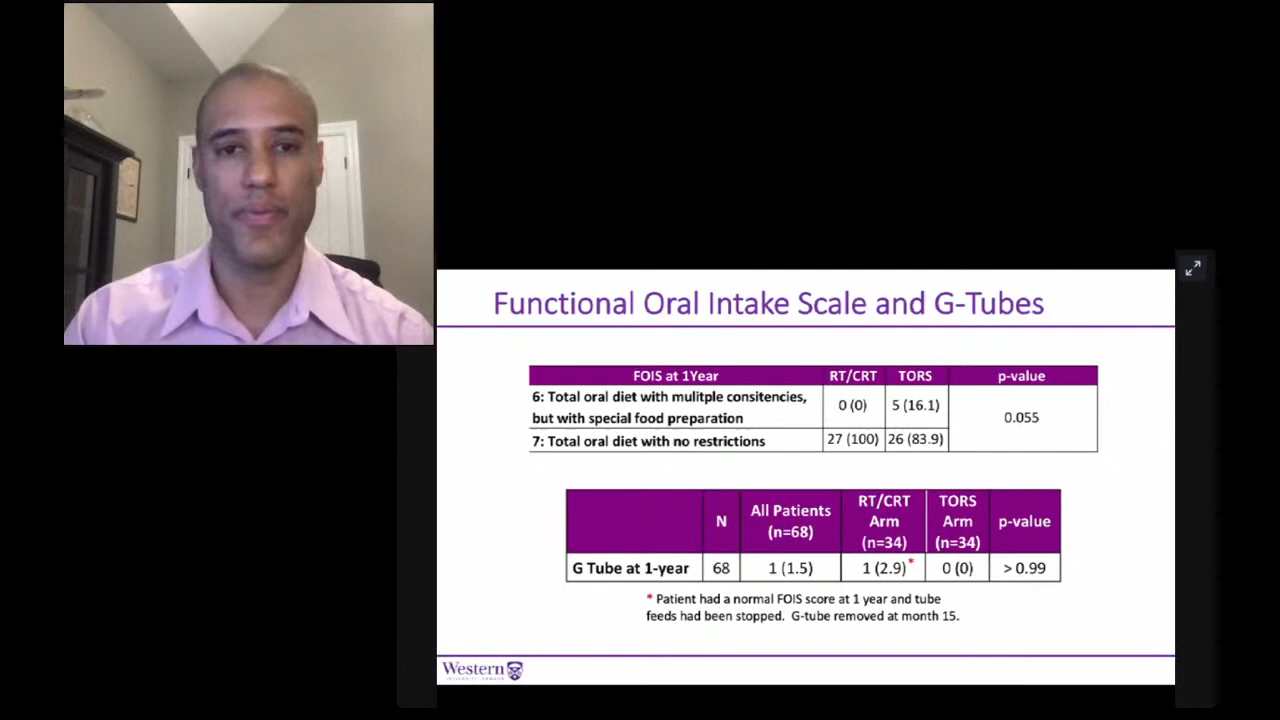 Functional Oral Intake Scale and G-Tubes
FOIS at 1Year RT/CRT TORS p-value
6: Total oral diet with mulitple consitencies,
but with special food preparation
0 (0) 5 (16.1) 0.055
7: Total oral diet with no restrictions 27 (100) 26 (83.9)
N All Patients (n=68) RT/CRT Arm (n=34) TORS Arm (n=34) p-value
G Tube at 1-year 68 1 (1.5) 1 (2.9)* 0 (0) > 0.99
* Patient had a normal FOIS score at 1 year and tube
feeds had been stopped. G-tube removed at month 15.
Western